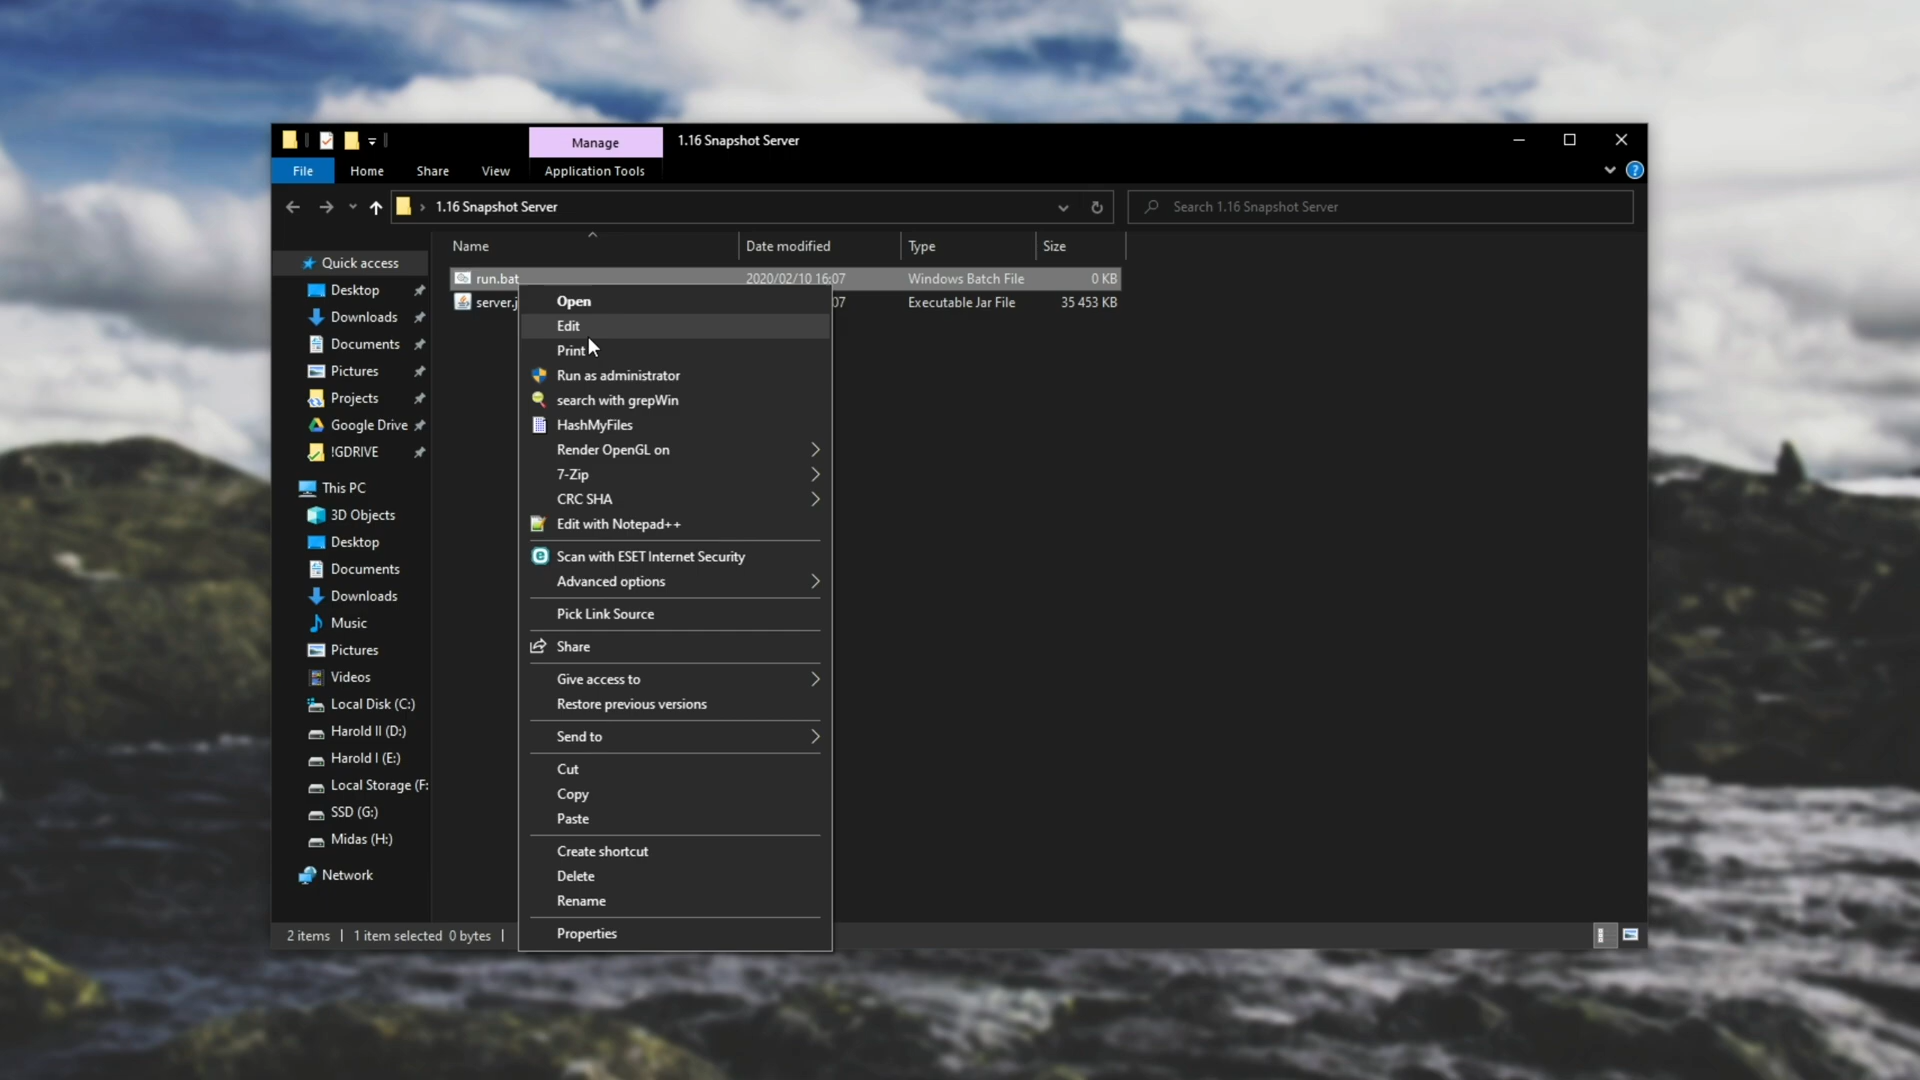 Manage
1.16 Snapshot Server
File
Home
Share
View
Application Tools
1.16 Snapshot Server
Search 1.16 Snapshot Server
Name
Date modified
Type
Size
run.bat
2020/02/10 16:07
Windows Batch File
0 KB
server.j
07
Executable Jar File
35 453 KB
Quick access
Desktop
Downloads
Documents
Pictures
Projects
Google Drive
!GDRIVE
This PC
3D Objects
Desktop
Documents
Downloads
Music
Pictures
Videos
Local Disk (C:)
Harold II (D:)
Harold I (E:)
Local Storage (F:
SSD (G:)
Midas (H:)
Network
Open
Edit
Print
Run as administrator
search with grepWin
HashMyFiles
Render OpenGL on
7-Zip
CRC SHA
Edit with Notepad++
Scan with ESET Internet Security
Advanced options
Pick Link Source
Share
Give access to
Restore previous versions
Send to
Cut
Copy
Paste
Create shortcut
Delete
Rename
Properties
2 items
1 item selected 0 bytes